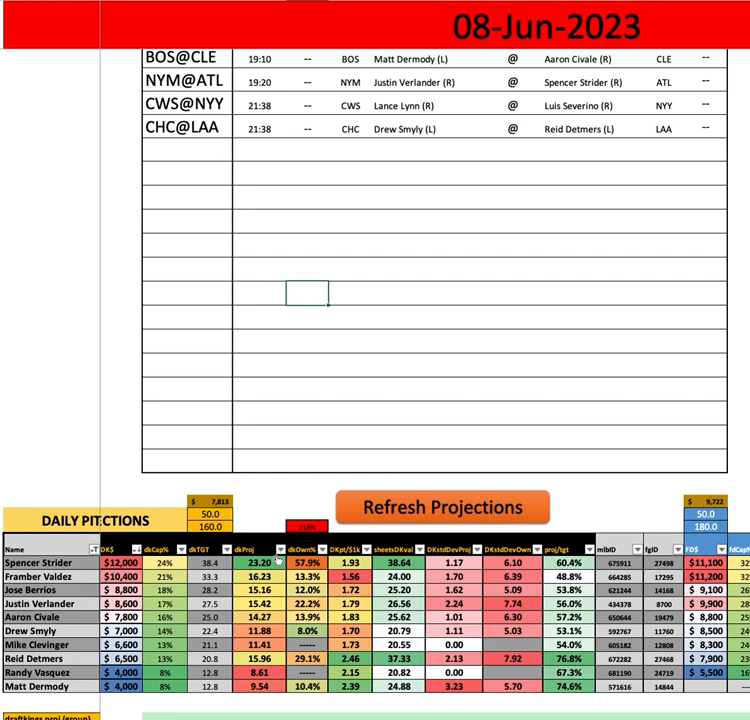 08-Jun-2023
BOS@CLE 19:10 -- BOS Matt Dermody (L) @ Aaron Civale (R) CLE --
NYM@ATL 19:20 -- NYM Justin Verlander (R) @ Spencer Strider (R) ATL --
CWS@NYY 21:38 -- CWS Lance Lynn (R) @ Luis Severino (R) NYY --
CHC@LAA 21:38 -- CHC Drew Smyly (L) @ Reid Detmers (L) LAA --
$ 7,813 $ 9,722
DAILY PITCTIONS 50.0 Refresh Projections 50.0
160.0 218% 180.0
Name DK$ dkCap% dkTGT dkProj dkOwn% DKpt/$1k sheetsDKval DKstdDevProj DKstdDevOwn proj/tgt mlbID fgID FD$ fdCap%
Spencer Strider $12,000 24% 38.4 23.20 57.9% 1.93 38.64 1.17 6.10 60.4% 675911 27498 $11,100 32%
Framber Valdez $10,400 21% 33.3 16.23 13.3% 1.56 24.00 1.70 6.39 48.8% 664285 17295 $11,200 32%
Jose Berrios $ 8,800 18% 28.2 15.16 12.0% 1.72 25.20 1.62 5.09 53.8% 621244 14168 $ 9,100 26%
Justin Verlander $ 8,600 17% 27.5 15.42 22.2% 1.79 26.56 2.24 7.74 56.0% 434378 8700 $ 9,900 28%
Aaron Civale $ 7,800 16% 25.0 14.27 13.9% 1.83 25.62 1.01 6.30 57.2% 650644 19479 $ 8,800 25%
Drew Smyly $ 7,000 14% 22.4 11.88 8.0% 1.70 20.79 1.11 5.03 53.1% 592767 11760 $ 8,500 24%
Mike Clevinger $ 6,600 13% 21.1 11.41 ----- 1.73 20.55 0.00 54.0% 605182 12808 $ 8,300 24%
Reid Detmers $ 6,500 13% 20.8 15.96 29.1% 2.46 37.33 2.13 7.92 76.8% 672282 27468 $ 7,900 23%
Randy Vasquez $ 4,000 8% 12.8 8.61 ----- 2.15 20.82 0.00 67.3% 681190 24719 $ 5,500 16%
Matt Dermody $ 4,000 8% 12.8 9.54 10.4% 2.39 24.88 3.23 5.70 74.6% 571616 14844
draftkings proj (group)